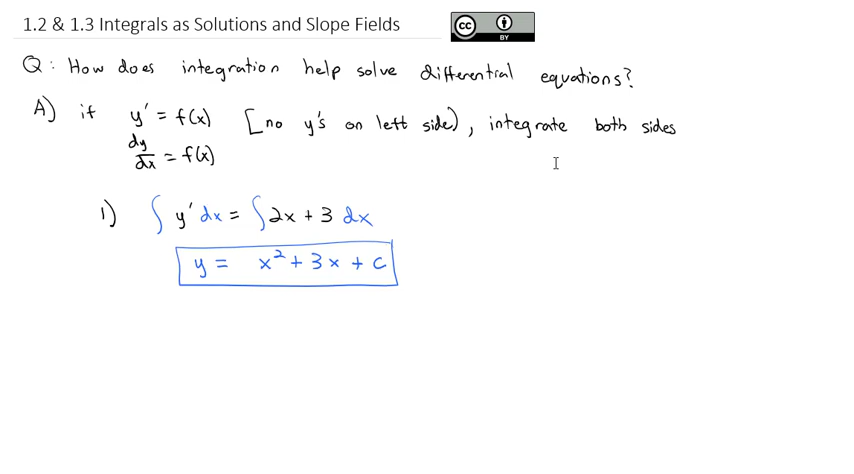 1.2 & 1.3 Integrals as Solutions and Slope Fields
cc BY
Q: How does integration help solve differential equations?
A) if y' = f(x) [no y's on left side), integrate both sides
dy/dx = f(x)
1) ∫ y' dx = ∫ 2x + 3 dx
y = x² + 3x + c